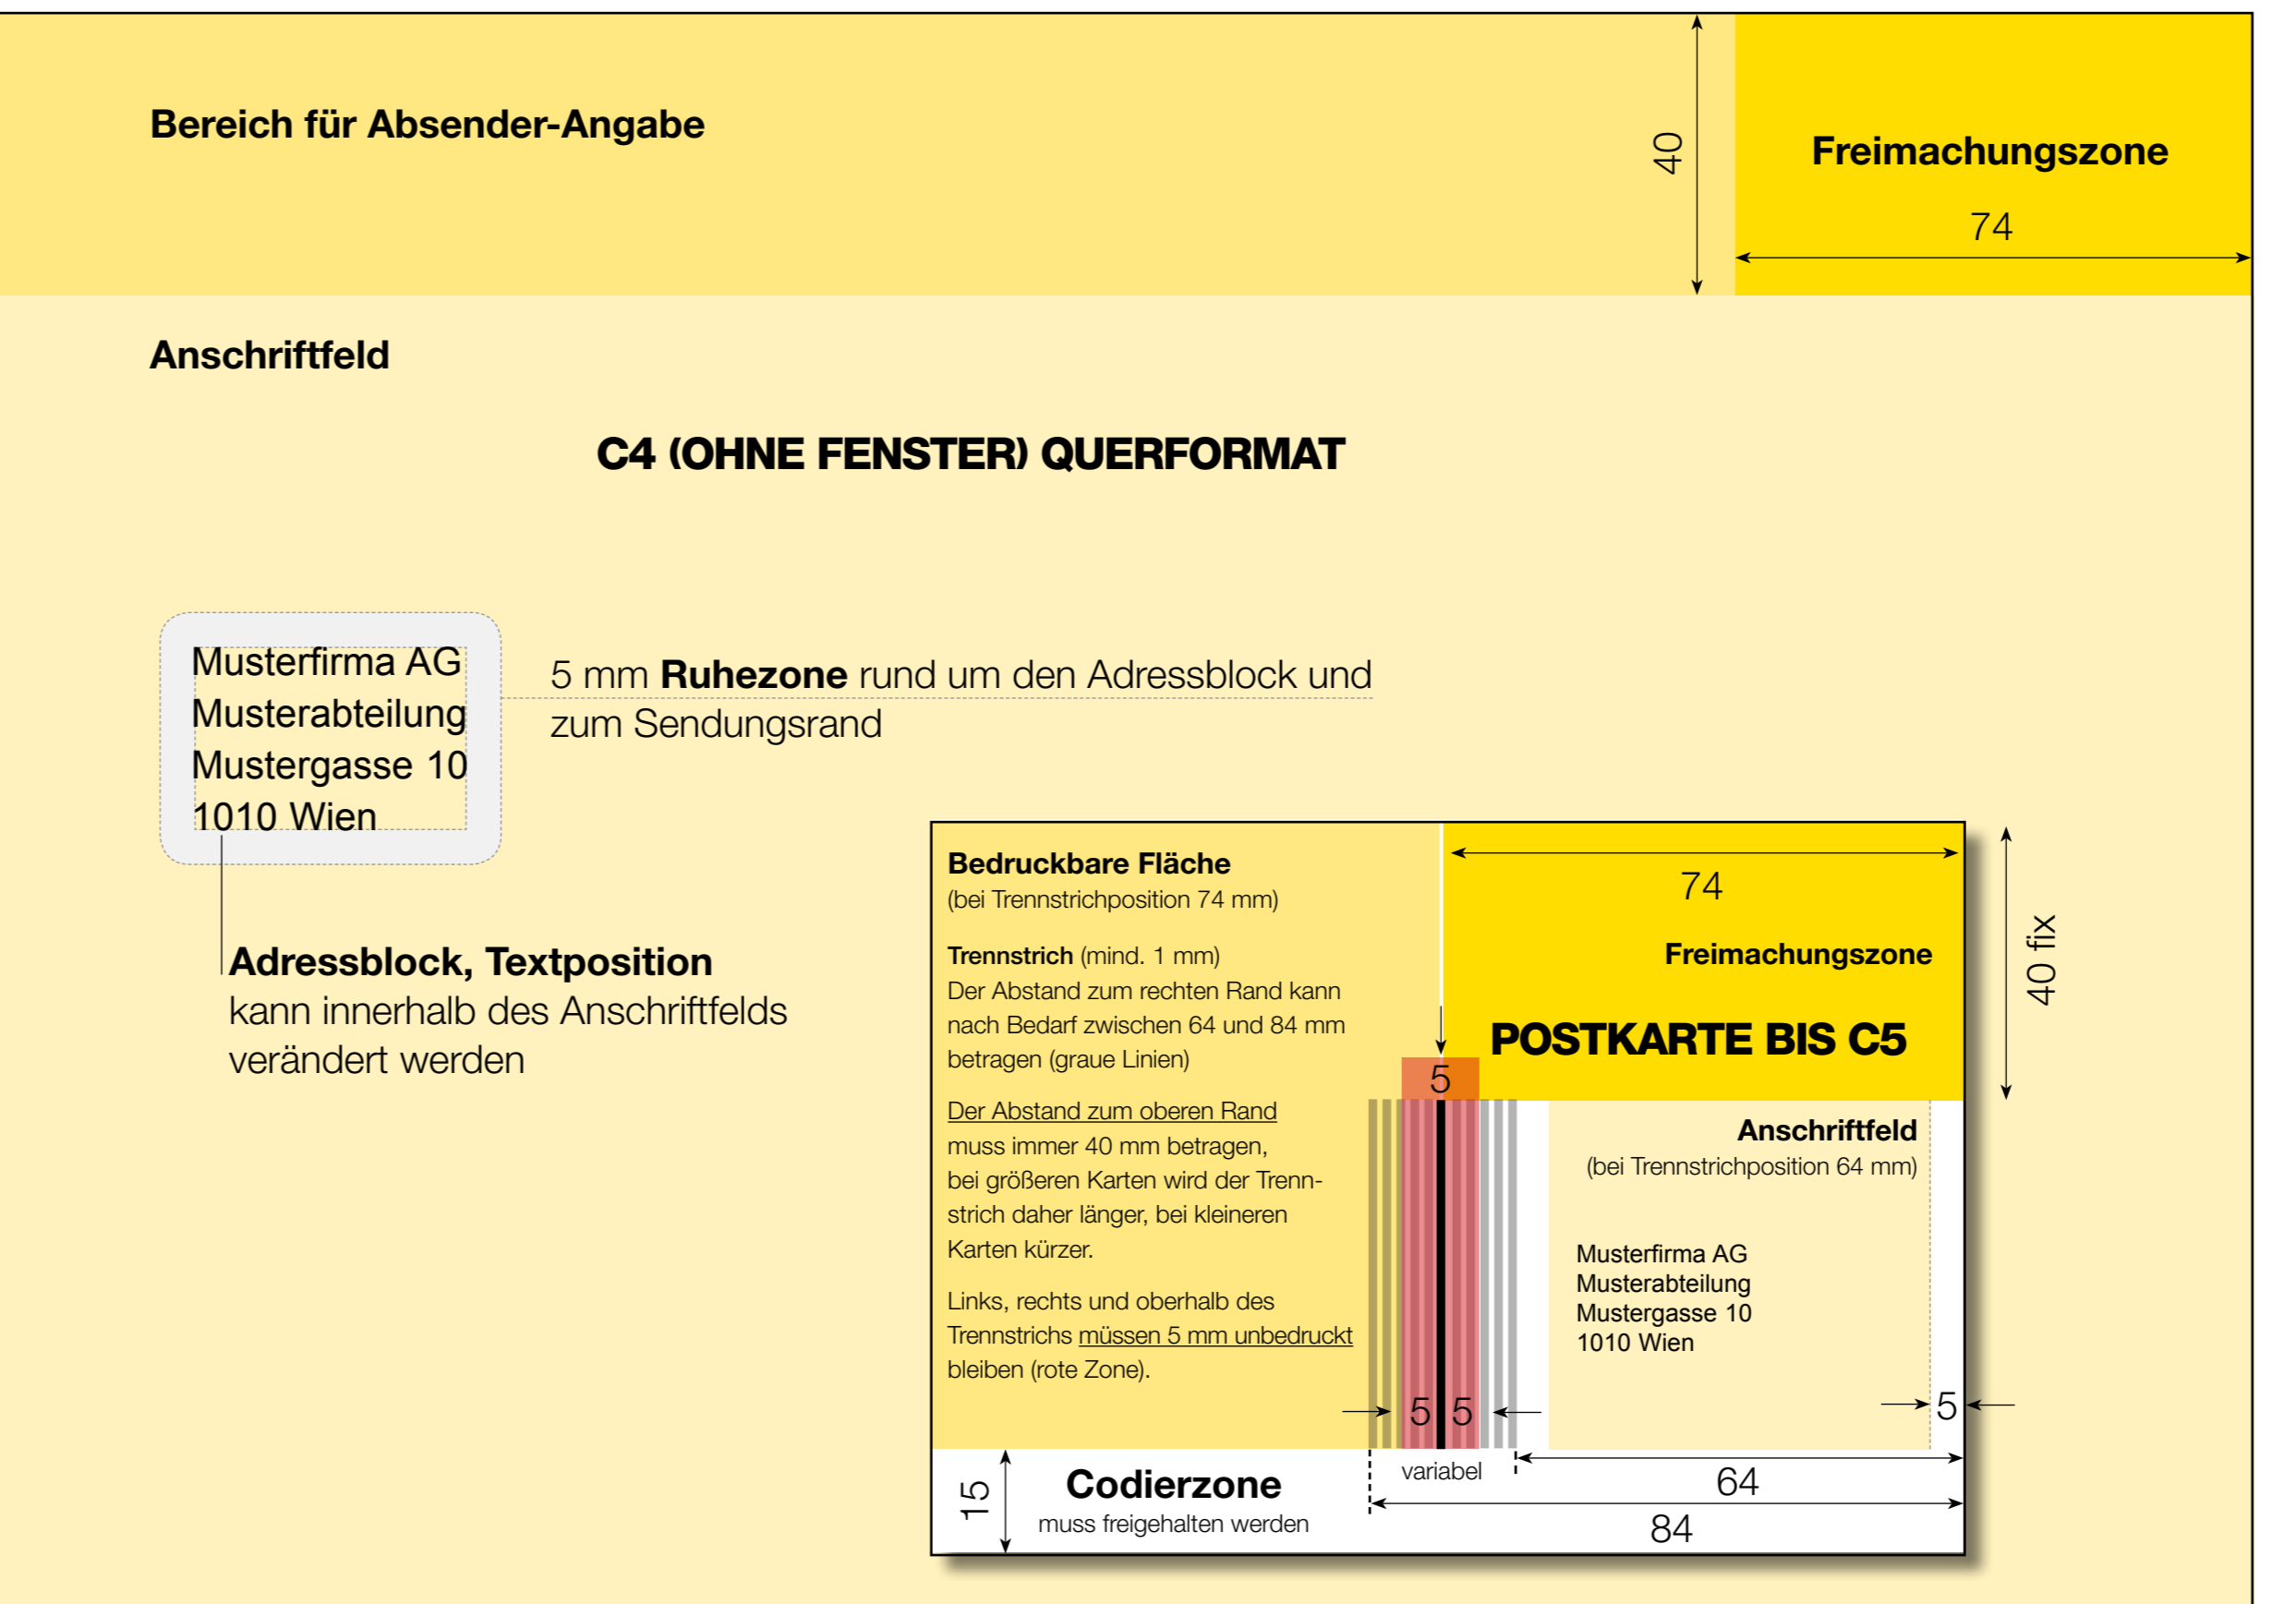 Bereich für Absender-Angabe
40
Freimachungszone
74
Anschriftfeld
C4 (OHNE FENSTER) QUERFORMAT
Musterfirma AG
Musterabteilung
Mustergasse 10
1010 Wien
5 mm Ruhezone rund um den Adressblock und
zum Sendungsrand
Adressblock, Textposition
kann innerhalb des Anschriftfelds
verändert werden
Bedruckbare Fläche
(bei Trennstrichposition 74 mm)
Trennstrich (mind. 1 mm)
Der Abstand zum rechten Rand kann
nach Bedarf zwischen 64 und 84 mm
betragen (graue Linien)
Der Abstand zum oberen Rand
muss immer 40 mm betragen,
bei größeren Karten wird der Trenn-
strich daher länger, bei kleineren
Karten kürzer.
Links, rechts und oberhalb des
Trennstrichs müssen 5 mm unbedruckt
bleiben (rote Zone).
74
Freimachungszone
POSTKARTE BIS C5
40 fix
5
Anschriftfeld
(bei Trennstrichposition 64 mm)
Musterfirma AG
Musterabteilung
Mustergasse 10
1010 Wien
5 5
5
15
Codierzone
muss freigehalten werden
variabel
64
84